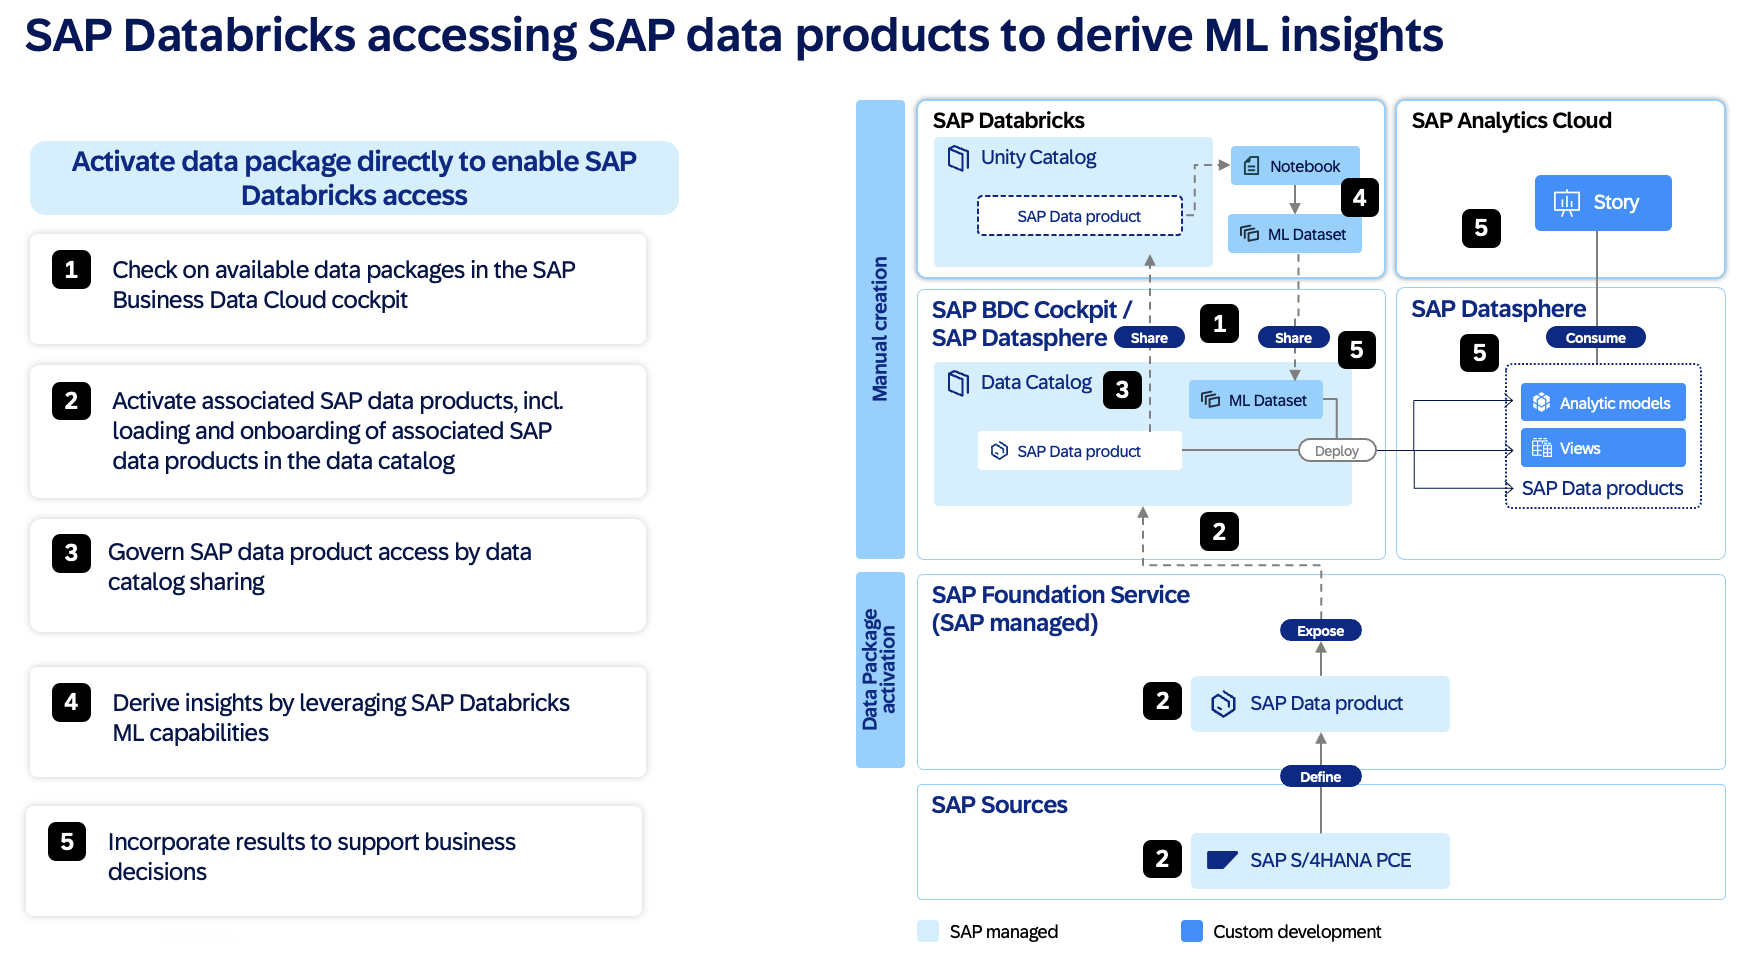 SAP Databricks accessing SAP data products to derive ML insights
Activate data package directly to enable SAP
Databricks access
1
Check on available data packages in the SAP
Business Data Cloud cockpit
2
Activate associated SAP data products, incl.
loading and onboarding of associated SAP
data products in the data catalog
3
Govern SAP data product access by data
catalog sharing
4
Derive insights by leveraging SAP Databricks
ML capabilities
5
Incorporate results to support business
decisions
Manual creation
SAP Databricks
Unity Catalog
SAP Data product
Notebook
4
ML Dataset
SAP Analytics Cloud
Story
5
SAP BDC Cockpit /
SAP Datasphere
Share
1
Share
5
Data Catalog
3
ML Dataset
SAP Data product
Deploy
2
SAP Datasphere
Consume
5
Analytic models
Views
SAP Data products
Data Package
activation
SAP Foundation Service
(SAP managed)
Expose
2
SAP Data product
Define
SAP Sources
2
SAP S/4HANA PCE
SAP managed
Custom development